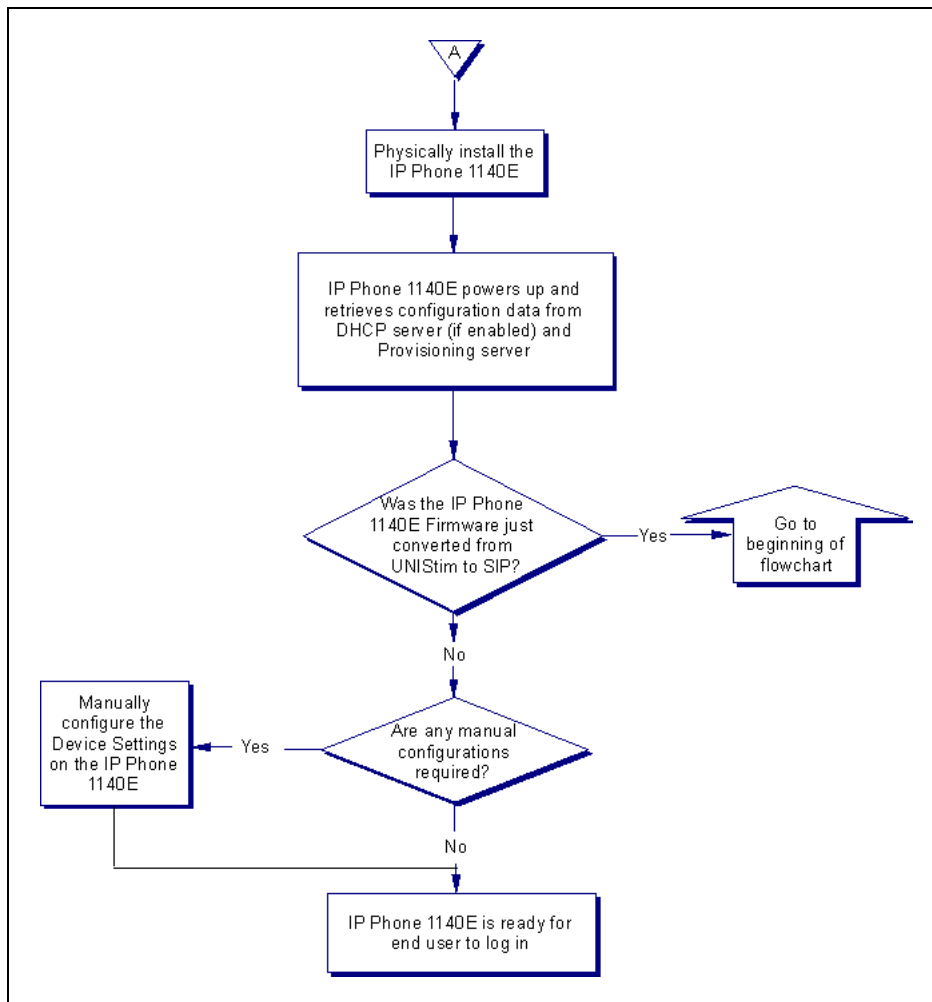 A
Physically install the
IP Phone 1140E
IP Phone 1140E powers up and
retrieves configuration data from
DHCP server (if enabled) and
Provisioning server
Was the IP Phone
1140E Firmware just
converted from
UNIStim to SIP?
Yes
Go to
beginning of
flowchart
No
Are any manual
configurations
required?
Yes
Manually
configure the
Device Settings
on the IP Phone
1140E
No
IP Phone 1140E is ready for
end user to log in